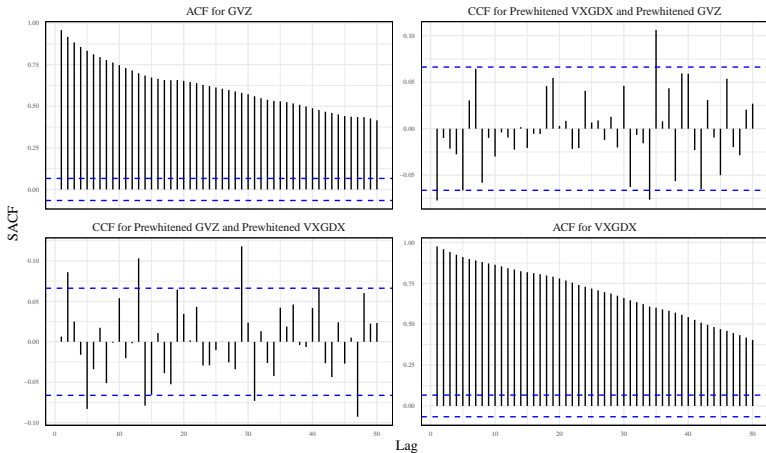 ACF for GVZ
1.00
0.75
0.50
0.25
0.00
CCF for Prewhitened VXGDX and Prewhitened GVZ
0.10
0.05
0.00
−0.05
SACF
CCF for Prewhitened GVZ and Prewhitened VXGDX
0.10
0.05
0.00
−0.05
−0.10
0 10 20 30 40 50
ACF for VXGDX
1.00
0.75
0.50
0.25
0.00
0 10 20 30 40 50
Lag